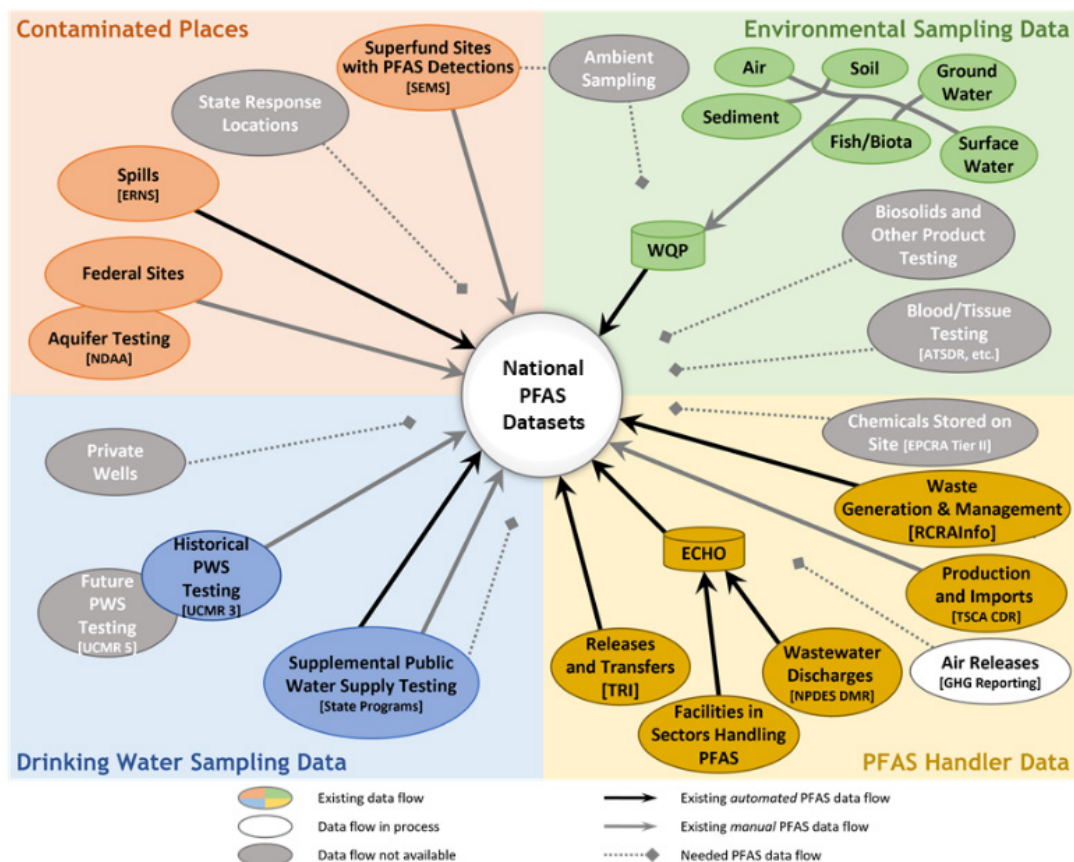 Contaminated Places
Superfund Sites
with PFAS Detections
[SEMS]
State Response
Locations
Spills
[ERNS]
Federal Sites
Aquifer Testing
[NDAA]
Environmental Sampling Data
Ambient
Sampling
Air
Soil
Ground
Water
Sediment
Fish/Biota
Surface
Water
WQP
Biosolids and
Other Product
Testing
Blood/Tissue
Testing
[ATSDR, etc.]
National
PFAS
Datasets
Private
Wells
Historical
PWS
Testing
[UCMR 3]
Future
PWS
Testing
[UCMR 5]
Supplemental Public
Water Supply Testing
[State Programs]
Drinking Water Sampling Data
Chemicals Stored on
Site [EPCRA Tier II]
Waste
Generation & Management
[RCRAInfo]
ECHO
Production
and Imports
[TSCA CDR]
Releases
and Transfers
[TRI]
Wastewater
Discharges
[NPDES DMR]
Air Releases
[GHG Reporting]
Facilities in
Sectors Handling
PFAS
PFAS Handler Data
Existing data flow
Data flow in process
Data flow not available
Existing automated PFAS data flow
Existing manual PFAS data flow
Needed PFAS data flow